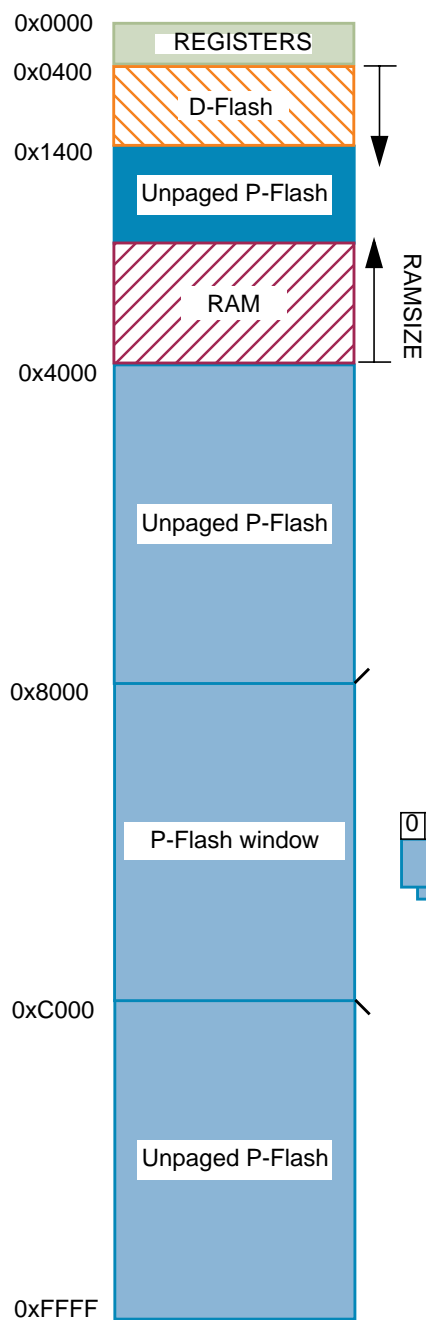 0x0000
REGISTERS
0x0400
D-Flash
0x1400
Unpaged P-Flash
RAM
RAMSIZE
0x4000
Unpaged P-Flash
0x8000
P-Flash window
0
0xC000
Unpaged P-Flash
0xFFFF